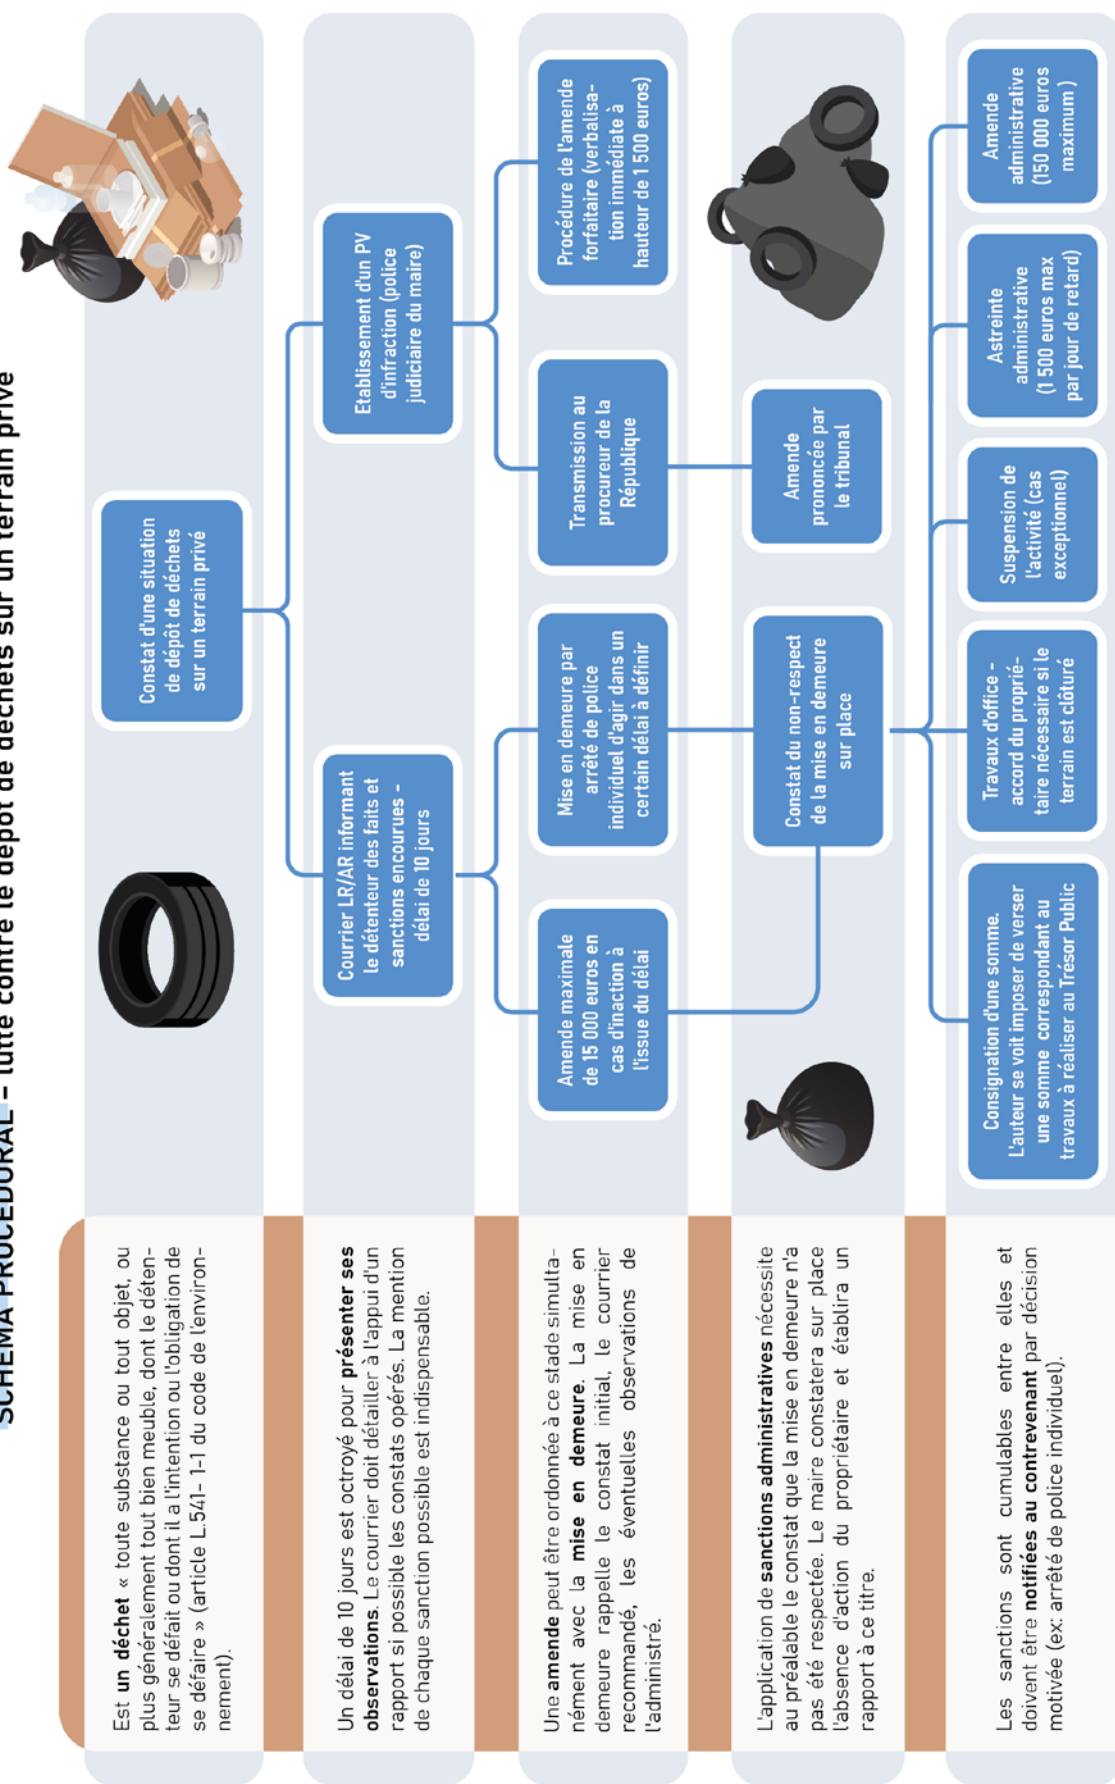 SCHÉMA PROCÉDURAL – lutte contre le dépôt de déchets sur un terrain privé
Est un déchet « toute substance ou tout objet, ou
plus généralement tout bien meuble, dont le déten-
teur se défait ou dont il a l'intention ou l'obligation de
se défaire » (article L.541- 1-1 du code de l'environ-
nement).
Constat d'une situation
de dépôt de déchets
sur un terrain privé
Un délai de 10 jours est octroyé pour présenter ses
observations. Le courrier doit détailler à l'appui d'un
rapport si possible les constats opérés. La mention
de chaque sanction possible est indispensable.
Courrier LR/AR informant
le détenteur des faits et
sanctions encourues –
délai de 10 jours
Etablissement d'un PV
d'infraction (police
judiciaire du maire)
Une amende peut être ordonnée à ce stade simulta-
nément avec la mise en demeure. La mise en
demeure rappelle le constat initial, le courrier
recommandé, les éventuelles observations de
l'administré.
Amende maximale
de 15 000 euros en
cas d'inaction à
l'issue du délai
Mise en demeure par
arrêté de police
individuel d'agir dans un
certain délai à définir
Transmission au
procureur de la
République
Procédure de l'amende
forfaitaire (verbalisa-
tion immédiate à
hauteur de 1 500 euros)
L'application de sanctions administratives nécessite
au préalable le constat que la mise en demeure n'a
pas été respectée. Le maire constatera sur place
l'absence d'action du propriétaire et établira un
rapport à ce titre.
Constat du non-respect
de la mise en demeure
sur place
Amende
prononcée par
le tribunal
Les sanctions sont cumulables entre elles et
doivent être notifiées au contrevenant par décision
motivée (ex: arrêté de police individuel).
Consignation d'une somme.
L'auteur se voit imposer de verser
une somme correspondant au
travaux à réaliser au Trésor Public
Travaux d'office –
accord du proprié-
taire nécessaire si le
terrain est clôturé
Suspension de
l'activité (cas
exceptionnel)
Astreinte
administrative
(1 500 euros max
par jour de retard)
Amende
administrative
(150 000 euros
maximum )